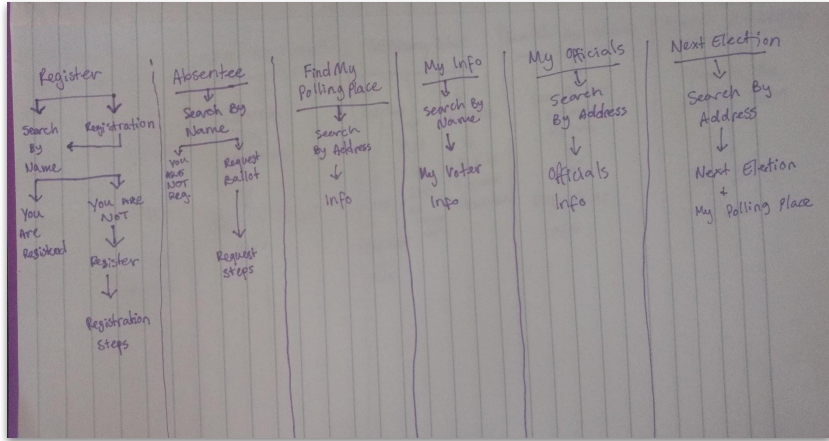 Register
Search
By
Name
Registration
You
Are
Registered
You Are
NOT
Register
Registration
Steps
Absentee
Search By
Name
You
Are
NOT
Reg
Request
Ballot
Request
Steps
Find My
Polling Place
Search
By Address
Info
My Info
Search By
Name
My Voter
Info
My Officials
Search
By Address
Officials
Info
Next Election
Search By
Address
Next Election
+
My Polling Place